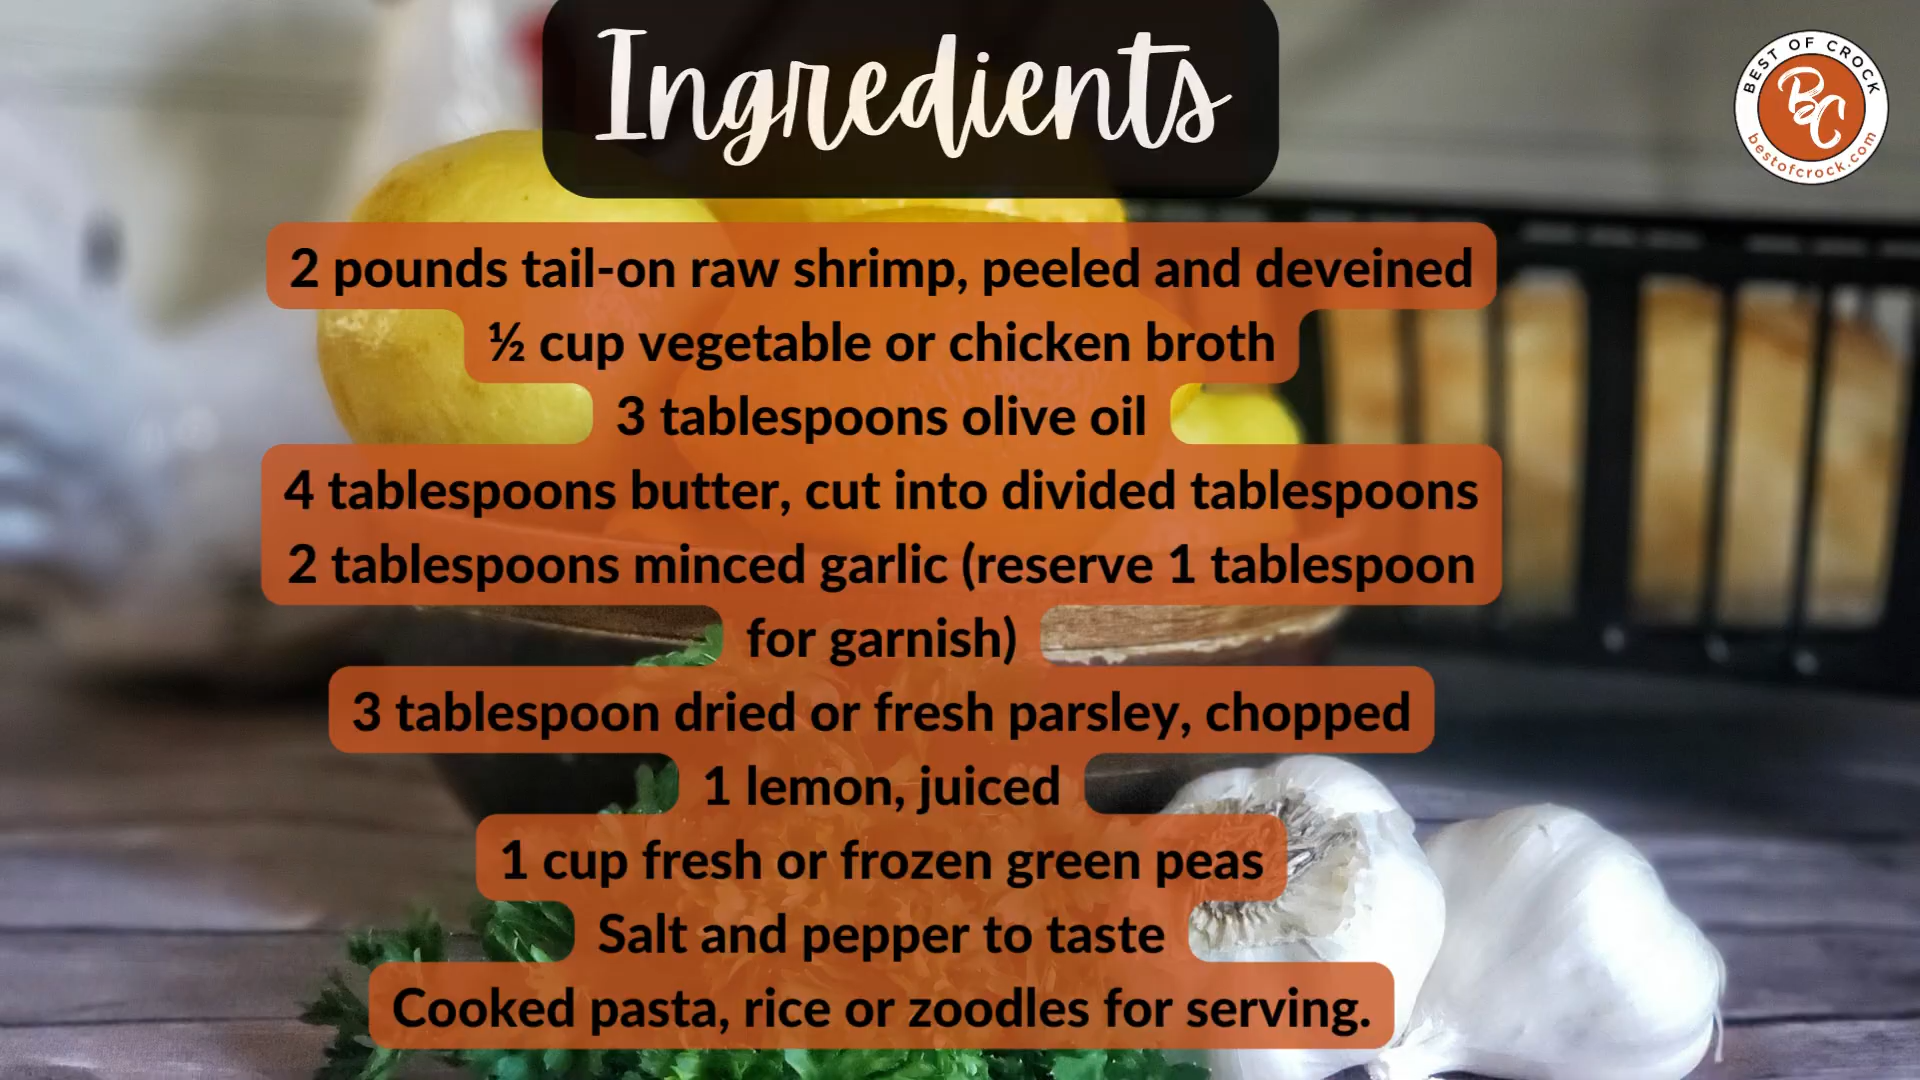 Ingredients
BEST OF CROCK
BC
bestofcrock.com
2 pounds tail-on raw shrimp, peeled and deveined
½ cup vegetable or chicken broth
3 tablespoons olive oil
4 tablespoons butter, cut into divided tablespoons
2 tablespoons minced garlic (reserve 1 tablespoon
for garnish)
3 tablespoon dried or fresh parsley, chopped
1 lemon, juiced
1 cup fresh or frozen green peas
Salt and pepper to taste
Cooked pasta, rice or zoodles for serving.